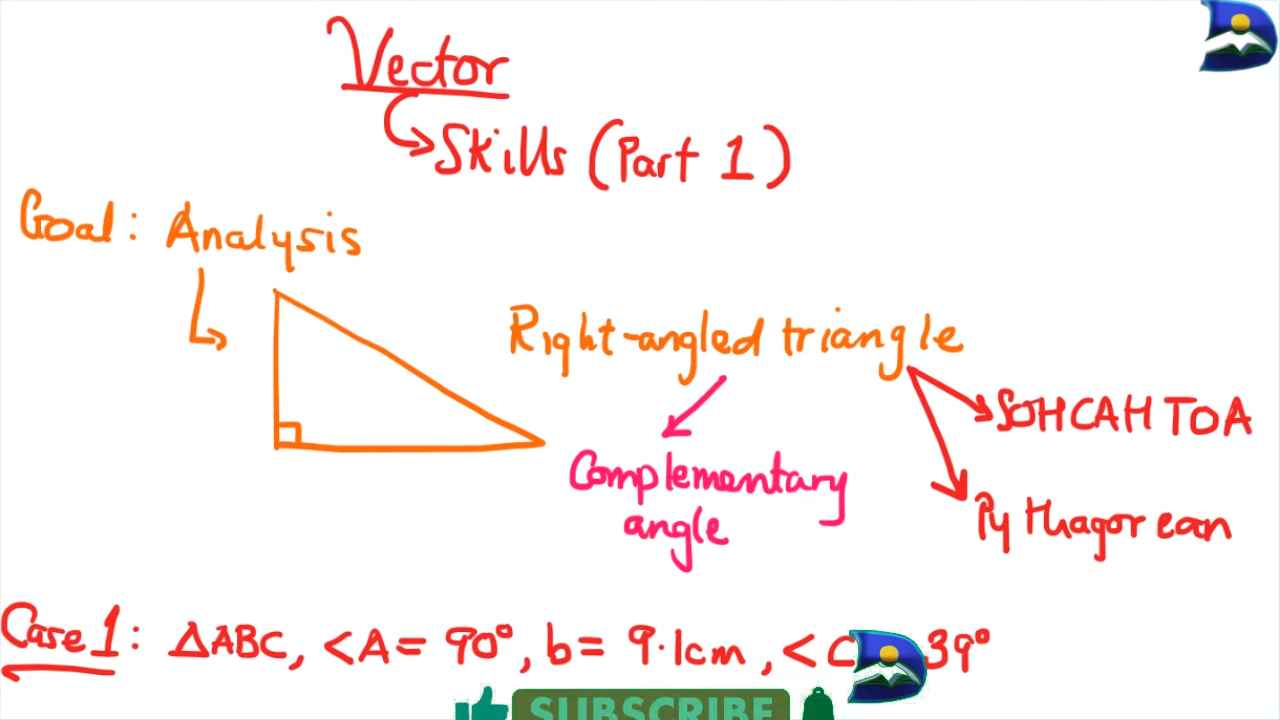 Vector
Skills (Part 1)
Goal: Analysis
Right-angled triangle
SOHCAHTOA
Complementary
angle
Pythagorean
Case 1: ΔABC, <A = 90°, b = 9.1cm, <C 39°
SUBSCRIBE